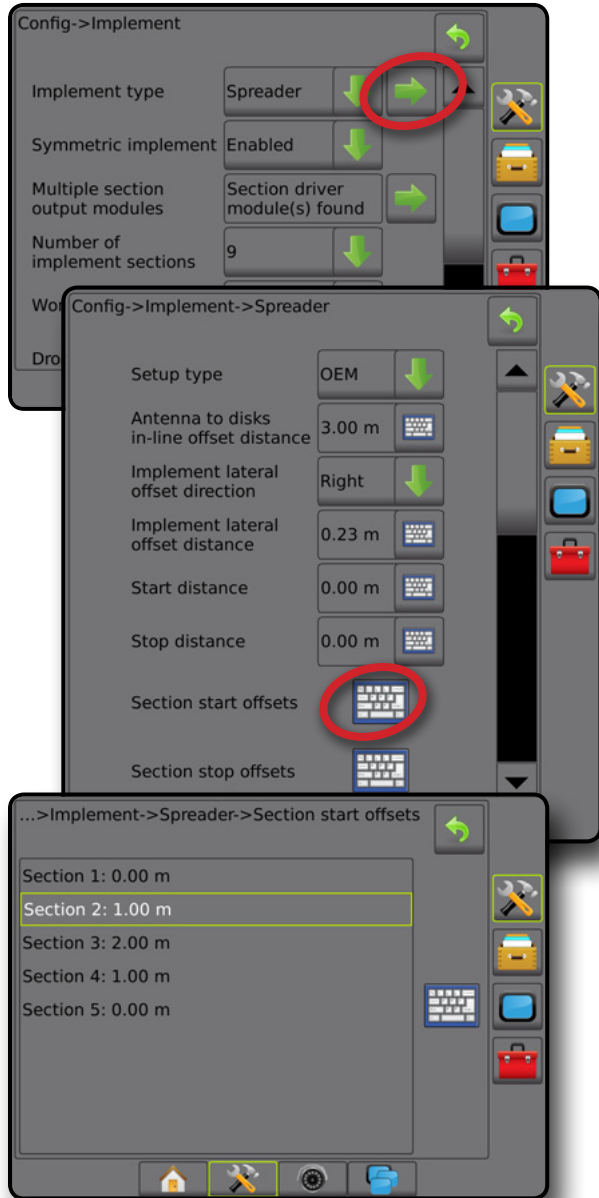 Config->Implement
Implement type
Spreader
Symmetric implement
Enabled
Multiple section
output modules
Section driver
module(s) found
Number of
implement sections
9
Wo
Dro
Config->Implement->Spreader
Setup type
OEM
Antenna to disks
in-line offset distance
3.00 m
Implement lateral
offset direction
Right
Implement lateral
offset distance
0.23 m
Start distance
0.00 m
Stop distance
0.00 m
Section start offsets
Section stop offsets
...>Implement->Spreader->Section start offsets
Section 1: 0.00 m
Section 2: 1.00 m
Section 3: 2.00 m
Section 4: 1.00 m
Section 5: 0.00 m